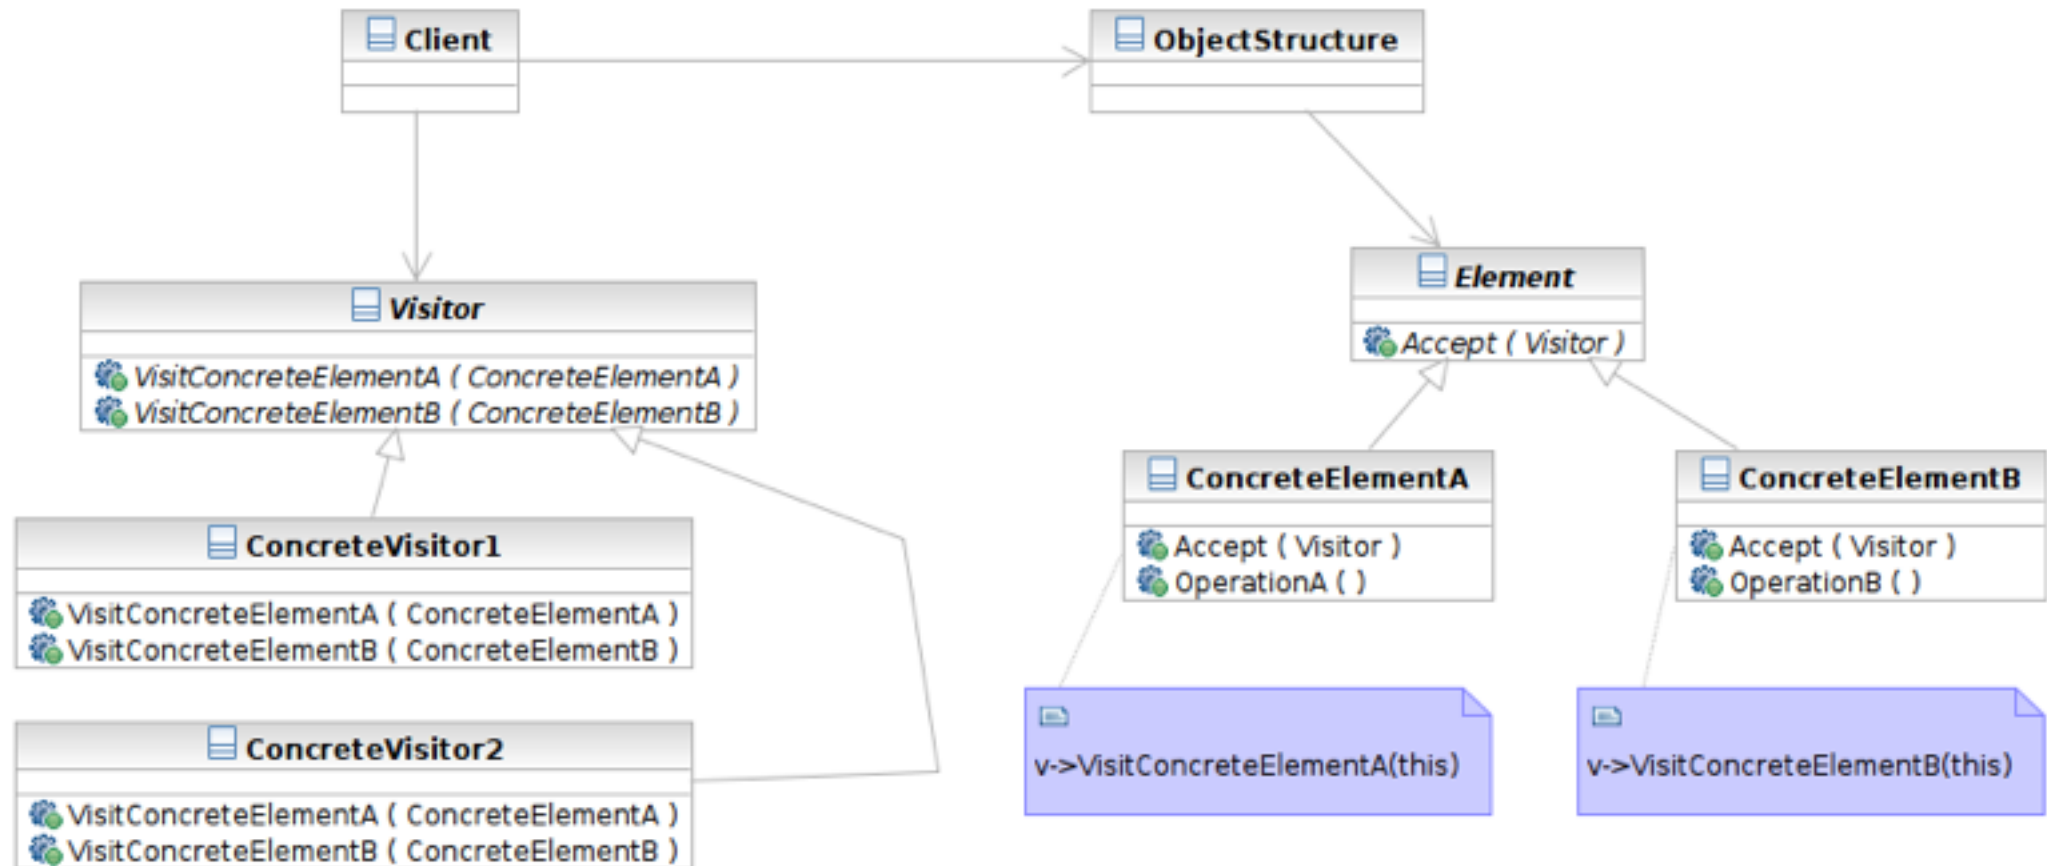 Client
ObjectStructure
Visitor
VisitConcreteElementA ( ConcreteElementA )
VisitConcreteElementB ( ConcreteElementB )
Element
Accept ( Visitor )
ConcreteVisitor1
VisitConcreteElementA ( ConcreteElementA )
VisitConcreteElementB ( ConcreteElementB )
ConcreteVisitor2
VisitConcreteElementA ( ConcreteElementA )
VisitConcreteElementB ( ConcreteElementB )
ConcreteElementA
Accept ( Visitor )
OperationA ( )
ConcreteElementB
Accept ( Visitor )
OperationB ( )
v->VisitConcreteElementA(this)
v->VisitConcreteElementB(this)